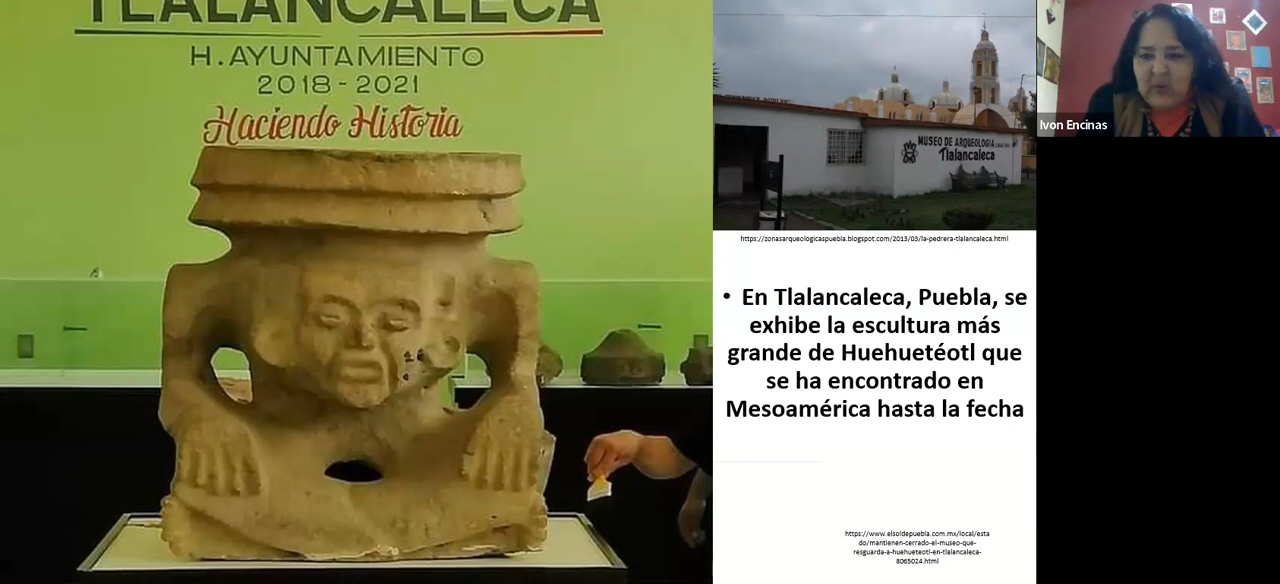 TLALANCALECA
H. AYUNTAMIENTO
2018 - 2021
Haciendo Historia
MUSEO DE ARQUEOLOGIA
Tlalancaleca
https://zonasarqueologicaspuebla.blogspot.com/2013/03/la-pedrera-tlalancaleca.html
• En Tlalancaleca, Puebla, se
exhibe la escultura más
grande de Huehuetéotl que
se ha encontrado en
Mesoamérica hasta la fecha
https://www.elsoldepuebla.com.mx/local/esta
do/mantienen-cerrado-el-museo-que-
resguarda-a-huehueteotl-en-tlalancaleca-
8065024.html
Ivon Encinas